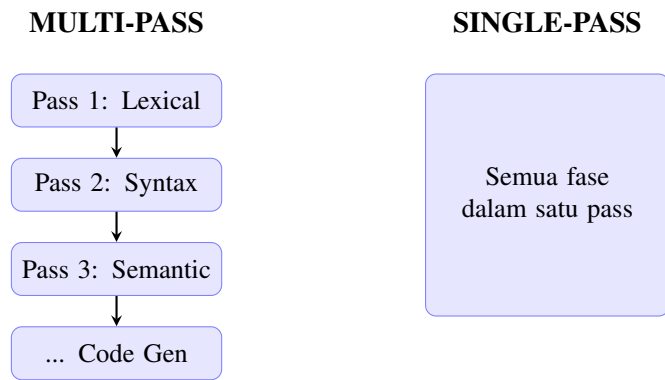 MULTI-PASS
Pass 1: Lexical
Pass 2: Syntax
Pass 3: Semantic
... Code Gen
SINGLE-PASS
Semua fase
dalam satu pass